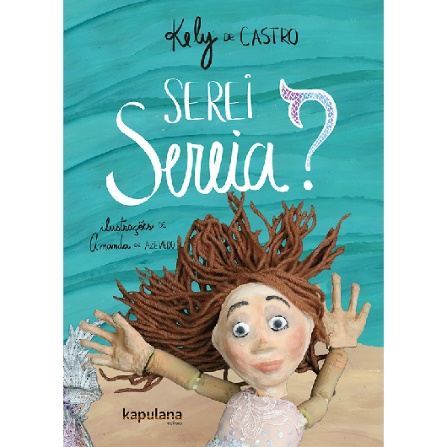 Kely DE CASTRO
SEREI
Sereia?
ilustrações DE
Amanda DE AZEVEDO
kapulana